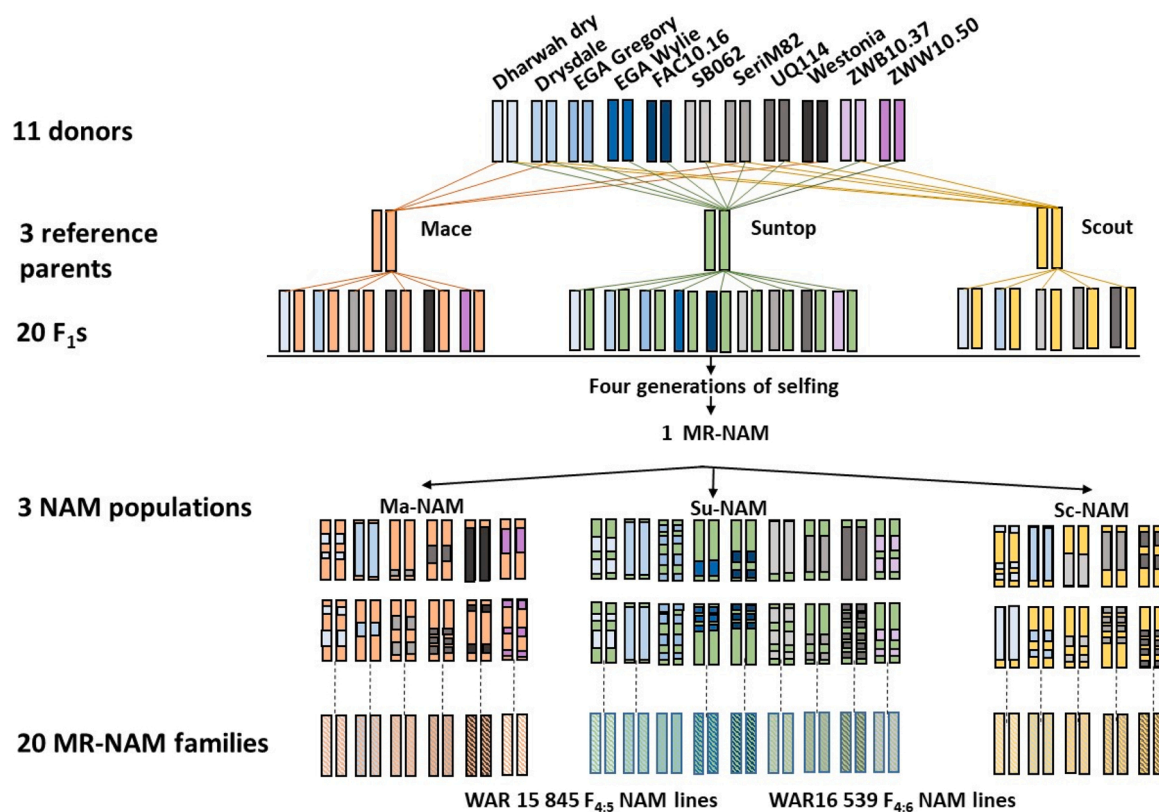 Dharwah dry
Drysdale
EGA Gregory
EGA Wylie
FAC10.16
SB062
SeriM82
UQ114
Westonia
ZWB10.37
ZWW10.50
11 donors
3 reference
parents
Mace
Suntop
Scout
20 F₁s
Four generations of selfing
1 MR-NAM
3 NAM populations
Ma-NAM
Su-NAM
Sc-NAM
20 MR-NAM families
WAR 15 845 F₄:₅ NAM lines
WAR16 539 F₄:₆ NAM lines